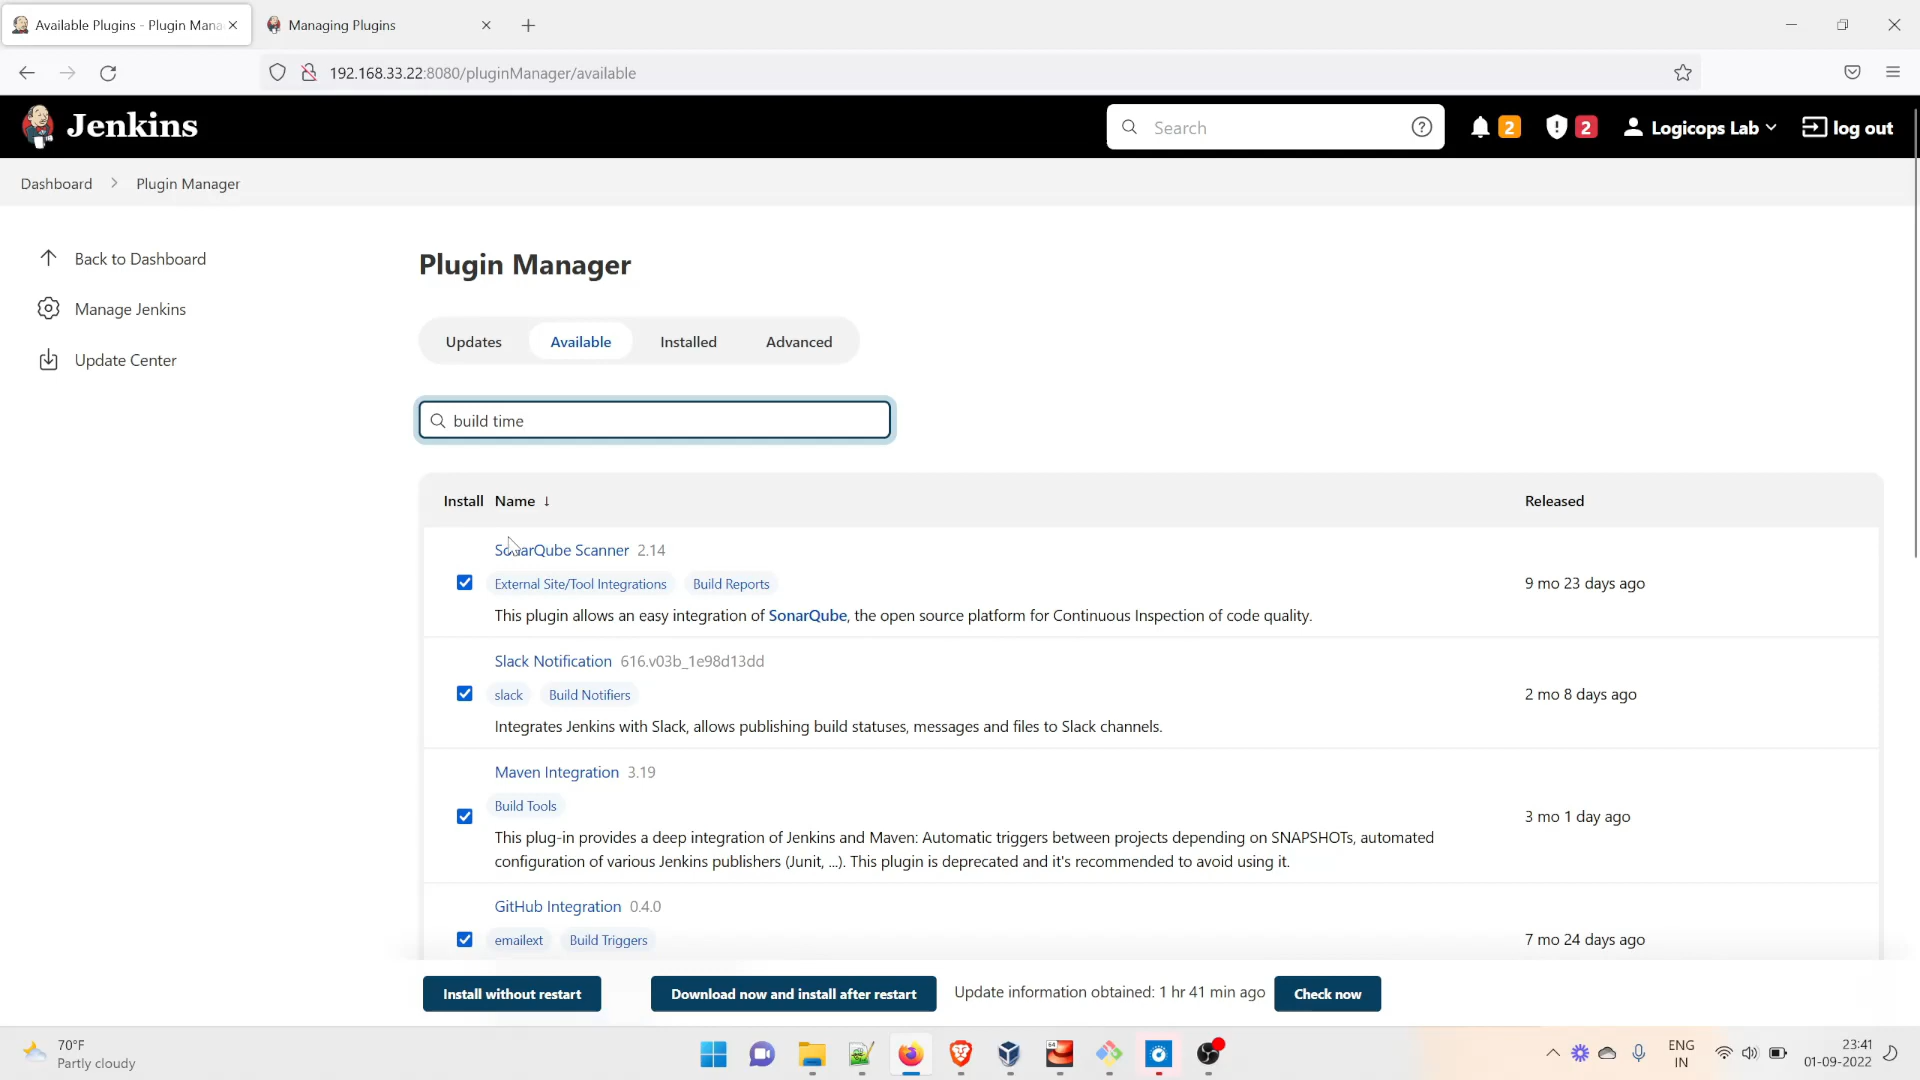 Available Plugins - Plugin Mana
Managing Plugins
192.168.33.22:8080/pluginManager/available
Jenkins
Search
2
2
Logicops Lab
log out
Dashboard
Plugin Manager
Back to Dashboard
Manage Jenkins
Update Center
Plugin Manager
Updates
Available
Installed
Advanced
build time
Install Name ↓ Released
SonarQube Scanner 2.14
External Site/Tool Integrations Build Reports
9 mo 23 days ago
This plugin allows an easy integration of SonarQube, the open source platform for Continuous Inspection of code quality.
Slack Notification 616.v03b_1e98d13dd
slack Build Notifiers
2 mo 8 days ago
Integrates Jenkins with Slack, allows publishing build statuses, messages and files to Slack channels.
Maven Integration 3.19
Build Tools
3 mo 1 day ago
This plug-in provides a deep integration of Jenkins and Maven: Automatic triggers between projects depending on SNAPSHOTs, automated
configuration of various Jenkins publishers (Junit, ...). This plugin is deprecated and it's recommended to avoid using it.
GitHub Integration 0.4.0
emailext Build Triggers
7 mo 24 days ago
Install without restart
Download now and install after restart
Update information obtained: 1 hr 41 min ago
Check now
70°F
Partly cloudy
64
ENG
IN
23:41
01-09-2022